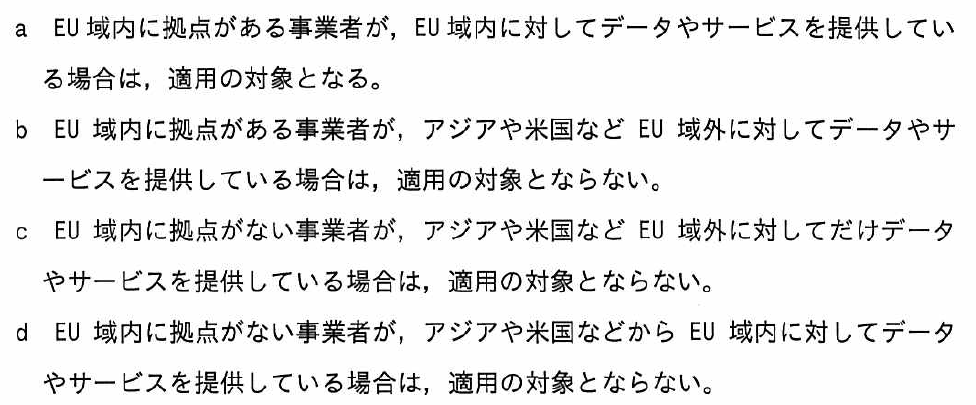 a EU域内に拠点がある事業者が，EU域内に対してデータやサービスを提供してい
る場合は，適用の対象となる。
b EU 域内に拠点がある事業者が，アジアや米国など EU 域外に対してデータやサ
ービスを提供している場合は，適用の対象とならない。
c EU 域内に拠点がない事業者が，アジアや米国など EU 域外に対してだけデータ
やサービスを提供している場合は，適用の対象とならない。
d EU 域内に拠点がない事業者が，アジアや米国などから EU 域内に対してデータ
やサービスを提供している場合は，適用の対象とならない。